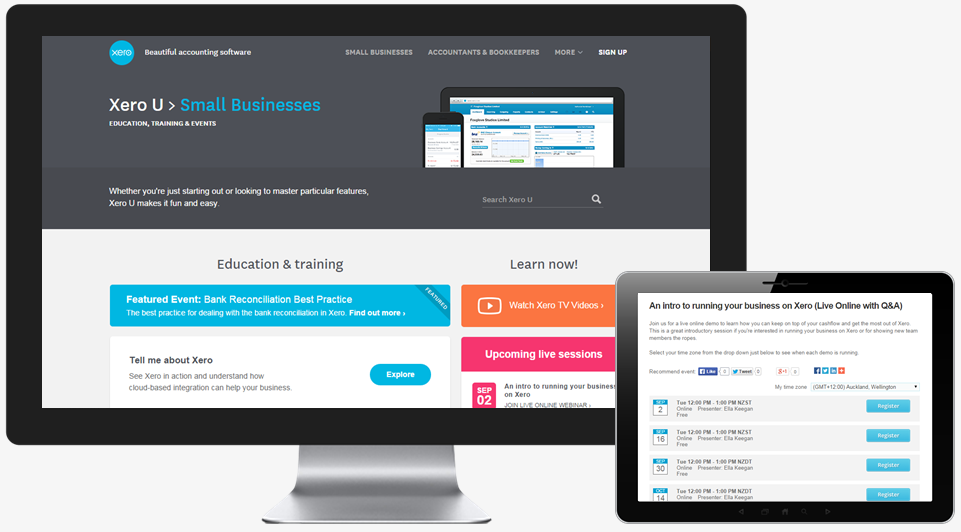 xero
Beautiful accounting software
SMALL BUSINESSES
ACCOUNTANTS & BOOKKEEPERS
MORE
SIGN UP
Xero U > Small Businesses
EDUCATION, TRAINING & EVENTS
Whether you're just starting out or looking to master particular features,
Xero U makes it fun and easy.
Search Xero U
Education & training
Featured Event: Bank Reconciliation Best Practice
The best practice for dealing with the bank reconciliation in Xero. Find out more ›
FEATURED
Tell me about Xero
See Xero in action and understand how
cloud-based integration can help your business.
Explore
Learn now!
Watch Xero TV Videos ›
Upcoming live sessions
SEP
02
An intro to running your business
on Xero
JOIN LIVE ONLINE WEBINAR ›
An intro to running your business on Xero (Live Online with Q&A)
Join us for a live online demo to learn how you can keep on top of your cashflow and get the most out of Xero.
This is a great introductory session if you're interested in running your business on Xero or for showing new team
members the ropes.
Select your time zone from the drop down just below to see when each demo is running.
Recommend event: Like 0 Tweet 0 g+1 0
My time zone (GMT+12:00) Auckland, Wellington
SEP
2
Tue 12:00 PM - 1:00 PM NZST
Online Presenter: Ella Keegan
Free
Register
SEP
16
Tue 12:00 PM - 1:00 PM NZST
Online Presenter: Ella Keegan
Free
Register
SEP
30
Tue 12:00 PM - 1:00 PM NZDT
Online Presenter: Ella Keegan
Free
Register
OCT
14
Tue 12:00 PM - 1:00 PM NZDT
Online Presenter: Ella Keegan
Register